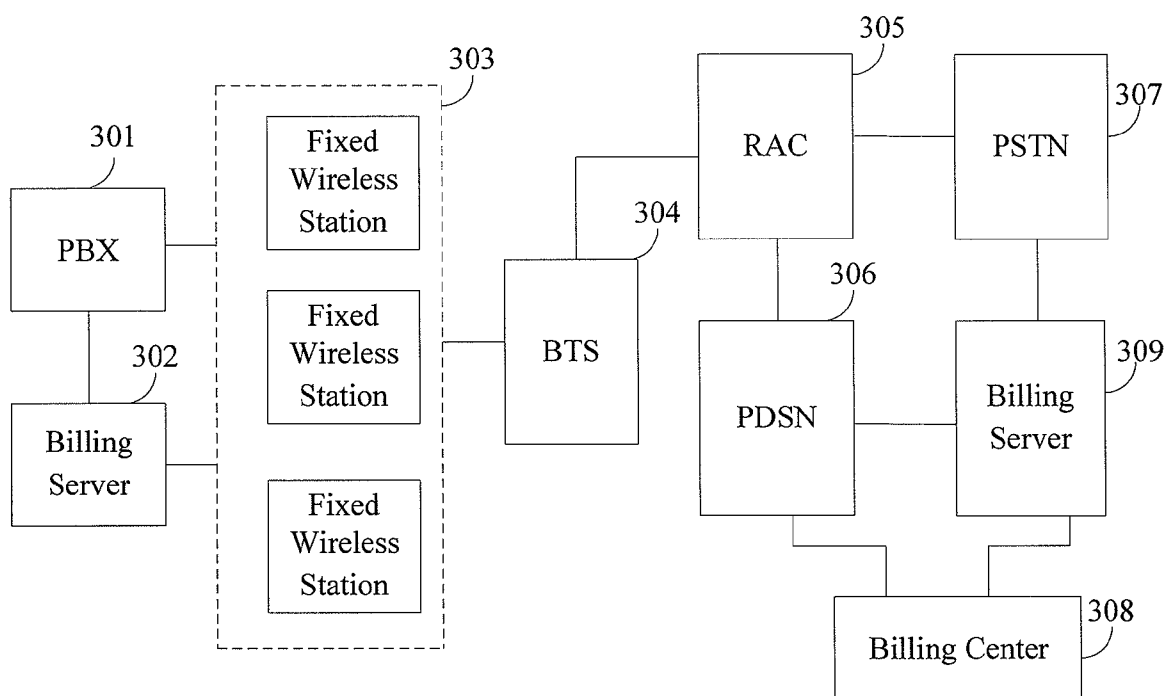 305
303
307
Fixed
Wireless
Station
301
RAC
PSTN
304
PBX
306
Fixed
Wireless
Station
302
BTS
309
Billing
Server
PDSN
Billing
Server
Fixed
Wireless
Station
308
Billing Center